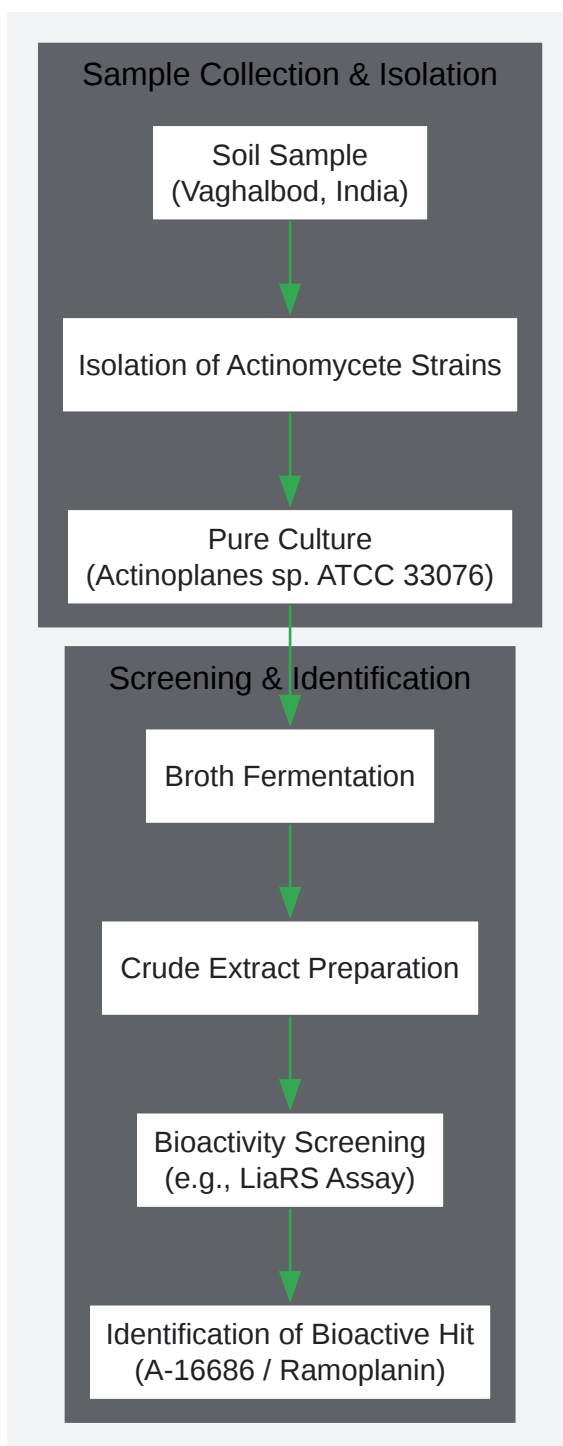 Sample Collection & Isolation
Soil Sample
(Vaghalbod, India)
Isolation of Actinomycete Strains
Pure Culture
(Actinoplanes sp. ATCC 33076)
Screening & Identification
Broth Fermentation
Crude Extract Preparation
Bioactivity Screening
(e.g., LiaRS Assay)
Identification of Bioactive Hit
(A-16686 / Ramoplanin)